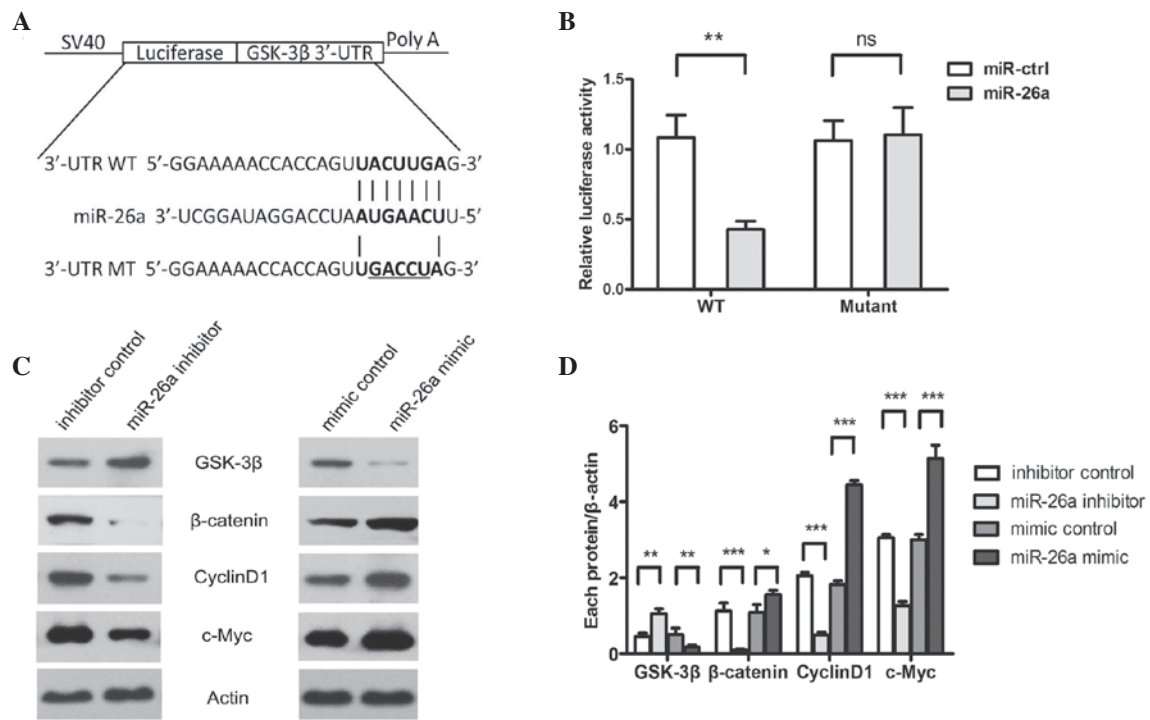 A
SV40
Luciferase
GSK-3β 3′-UTR
Poly A
3′-UTR WT 5′-GGAAAAACCACCAGUUACUUGAG-3′
miR-26a 3′-UCGGAUAGGACCUAAUGAACUU-5′
3′-UTR MT 5′-GGAAAAACCACCAGUUGACCUAG-3′
B
** ns
miR-ctrl
miR-26a
Relative luciferase activity
1.5
1.0
0.5
0.0
WT Mutant
C
inhibitor control
miR-26a inhibitor
mimic control
miR-26a mimic
GSK-3β
β-catenin
CyclinD1
c-Myc
Actin
D
Each protein/β-actin
6
4
2
0
** ** *** * *** *** *** ***
GSK-3β β-catenin CyclinD1 c-Myc
inhibitor control
miR-26a inhibitor
mimic control
miR-26a mimic